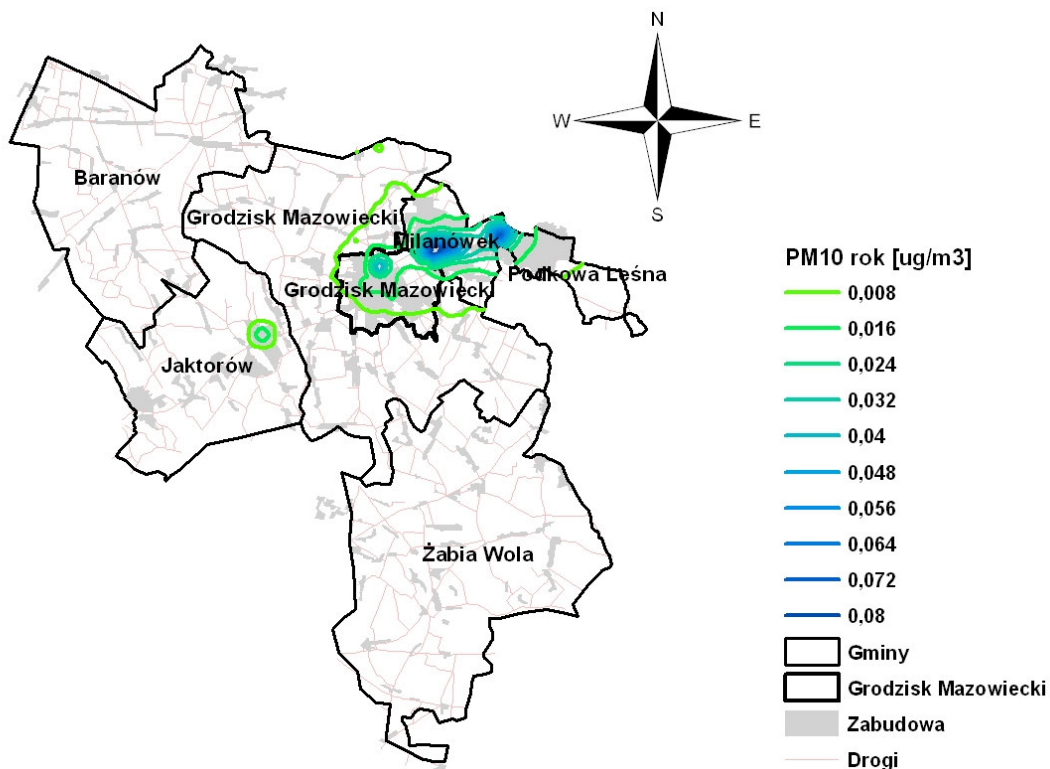 N
W
E
S
Baranów
Grodzisk Mazowiecki
Milanówek
Podkowa Leśna
Grodzisk Mazowiecki
Jaktorów
Żabia Wola
PM10 rok [ug/m3]
0,008
0,016
0,024
0,032
0,04
0,048
0,056
0,064
0,072
0,08
Gminy
Grodzisk Mazowiecki
Zabudowa
Drogi